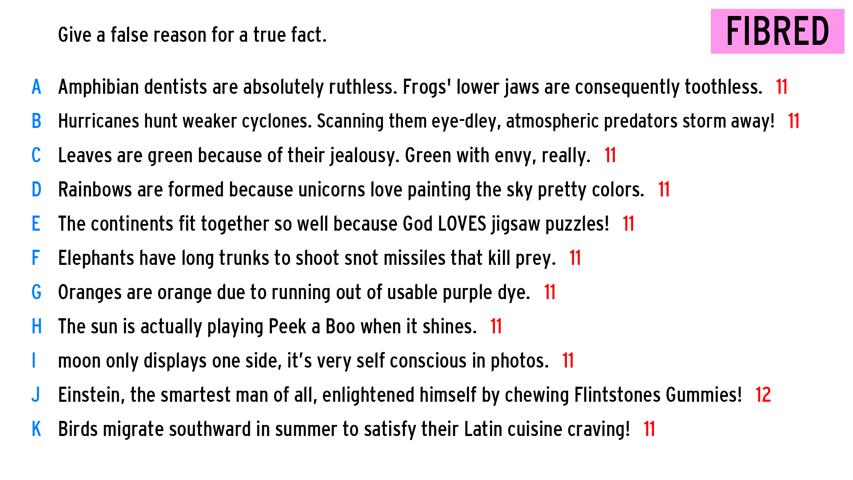 Give a false reason for a true fact.
FIBRED
A Amphibian dentists are absolutely ruthless. Frogs' lower jaws are consequently toothless. 11
B Hurricanes hunt weaker cyclones. Scanning them eye-dley, atmospheric predators storm away! 11
C Leaves are green because of their jealousy. Green with envy, really. 11
D Rainbows are formed because unicorns love painting the sky pretty colors. 11
E The continents fit together so well because God LOVES jigsaw puzzles! 11
F Elephants have long trunks to shoot snot missiles that kill prey. 11
G Oranges are orange due to running out of usable purple dye. 11
H The sun is actually playing Peek a Boo when it shines. 11
I moon only displays one side, it's very self conscious in photos. 11
J Einstein, the smartest man of all, enlightened himself by chewing Flintstones Gummies! 12
K Birds migrate southward in summer to satisfy their Latin cuisine craving! 11